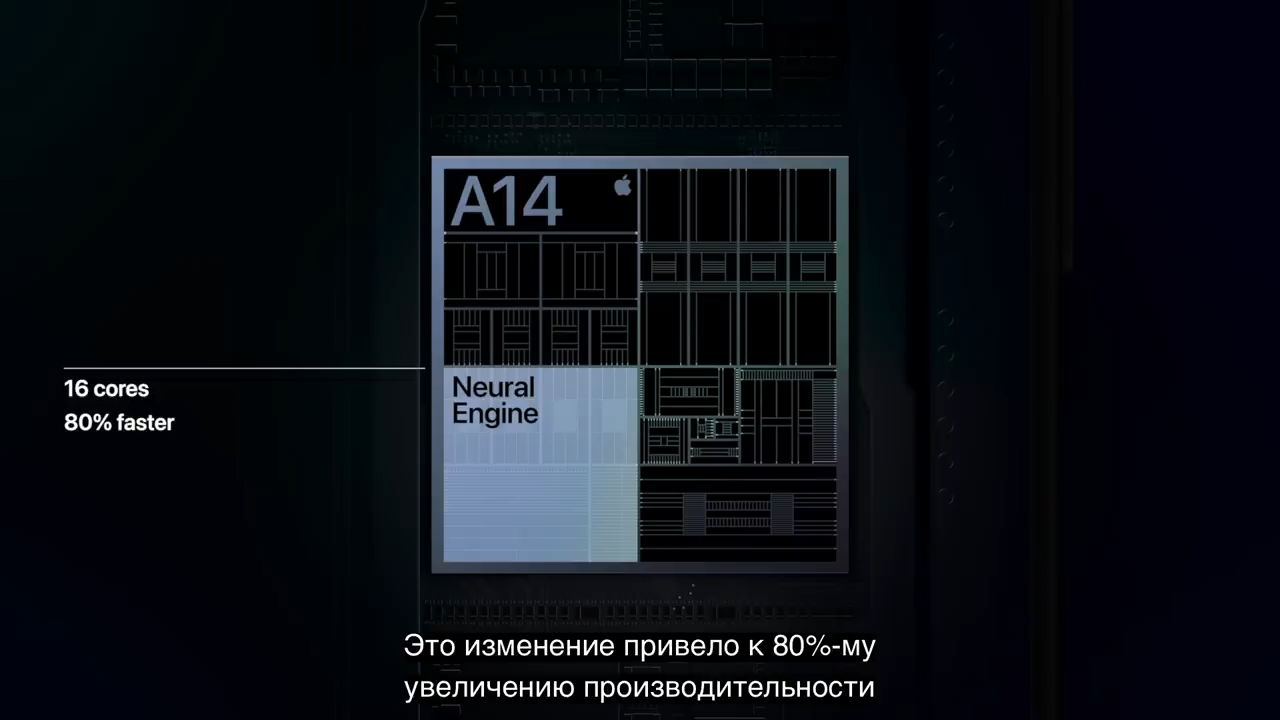 A14
16 cores
80% faster
Neural
Engine
Это изменение привело к 80%-му
увеличению производительности